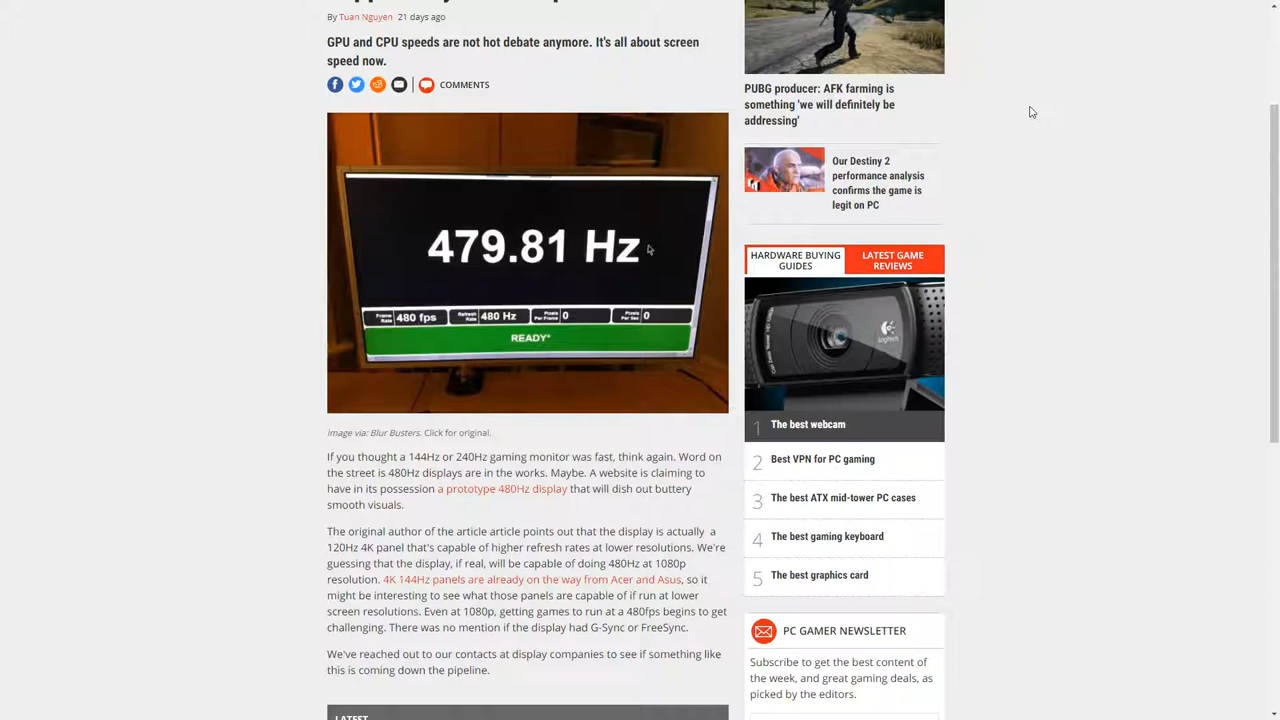 By Tuan Nguyen 21 days ago
GPU and CPU speeds are not hot debate anymore. It's all about screen
speed now.
COMMENTS
479.81 Hz
Frame Rate 480 fps Refresh Rate 480 Hz Pixels Per Frame 0 Pixels Per Sec 0
READY*
image via: Blur Busters. Click for original.
If you thought a 144Hz or 240Hz gaming monitor was fast, think again. Word on
the street is 480Hz displays are in the works. Maybe. A website is claiming to
have in its possession a prototype 480Hz display that will dish out buttery
smooth visuals.
The original author of the article article points out that the display is actually a
120Hz 4K panel that's capable of higher refresh rates at lower resolutions. We're
guessing that the display, if real, will be capable of doing 480Hz at 1080p
resolution. 4K 144Hz panels are already on the way from Acer and Asus, so it
might be interesting to see what those panels are capable of if run at lower
screen resolutions. Even at 1080p, getting games to run at a 480fps begins to get
challenging. There was no mention if the display had G-Sync or FreeSync.
We've reached out to our contacts at display companies to see if something like
this is coming down the pipeline.
LATEST
PUBG producer: AFK farming is
something 'we will definitely be
addressing'
Our Destiny 2
performance analysis
confirms the game is
legit on PC
HARDWARE BUYING
GUIDES
LATEST GAME
REVIEWS
logitech
1 The best webcam
2 Best VPN for PC gaming
3 The best ATX mid-tower PC cases
4 The best gaming keyboard
5 The best graphics card
PC GAMER NEWSLETTER
Subscribe to get the best content of
the week, and great gaming deals, as
picked by the editors.